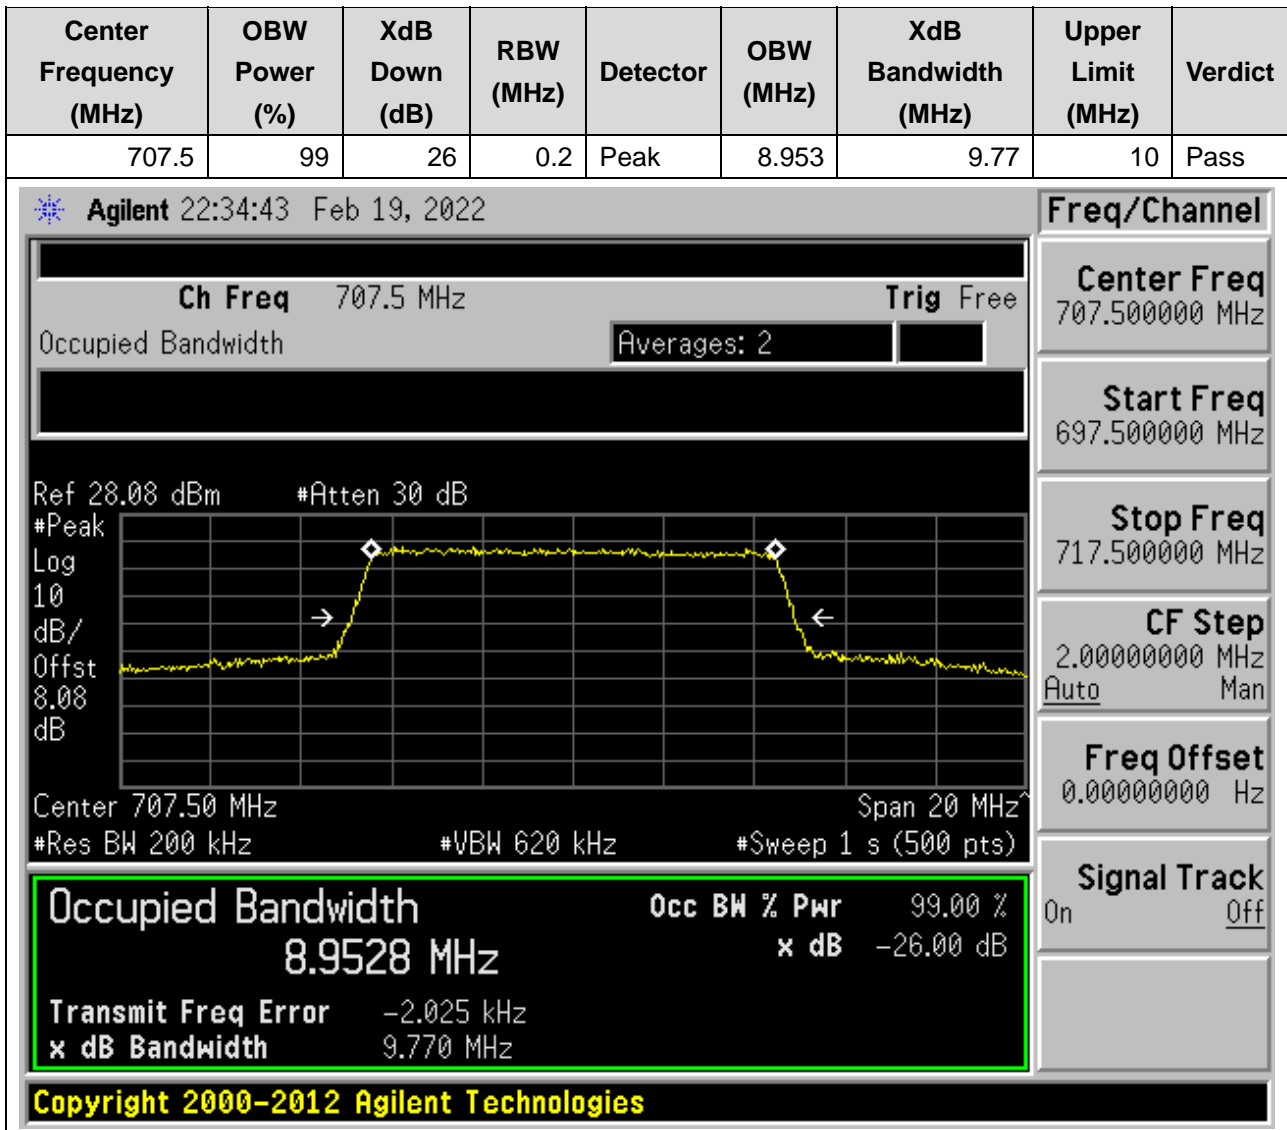 Center Frequency (MHz) OBW Power (%) XdB Down (dB) RBW (MHz) Detector OBW (MHz) XdB Bandwidth (MHz) Upper Limit (MHz) Verdict
707.5 99 26 0.2 Peak 8.953 9.77 10 Pass
Agilent 22:34:43 Feb 19, 2022
Ch Freq 707.5 MHz Trig Free
Occupied Bandwidth Averages: 2
Ref 28.08 dBm #Atten 30 dB
#Peak
Log
10
dB/
Offst
8.08
dB
Center 707.50 MHz Span 20 MHz^
#Res BW 200 kHz #VBW 620 kHz #Sweep 1 s (500 pts)
Occupied Bandwidth Occ BW % Pwr 99.00 %
8.9528 MHz x dB -26.00 dB
Transmit Freq Error -2.025 kHz
x dB Bandwidth 9.770 MHz
Copyright 2000-2012 Agilent Technologies
Freq/Channel
Center Freq
707.500000 MHz
Start Freq
697.500000 MHz
Stop Freq
717.500000 MHz
CF Step
2.00000000 MHz
Auto Man
Freq Offset
0.00000000 Hz
Signal Track
On Off